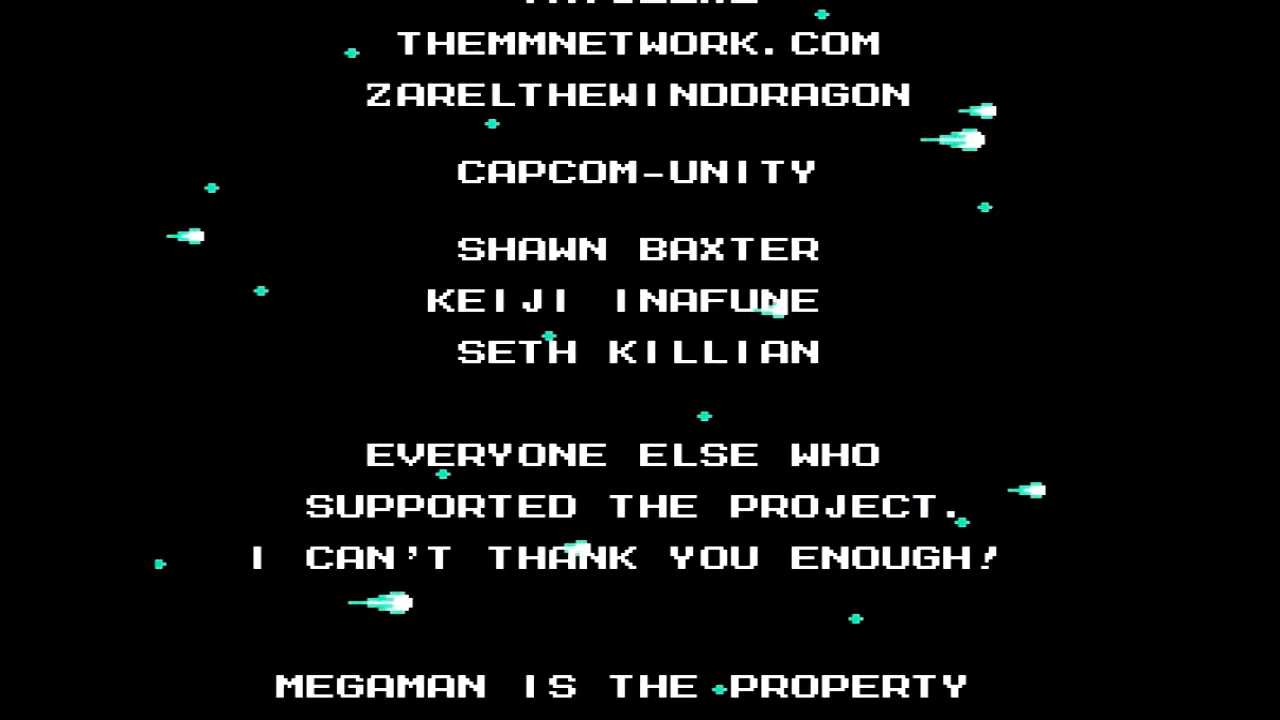 THEMMNETWORK.COM
ZARELTHEWINDDRAGON
CAPCOM-UNITY
SHAWN BAXTER
KEIJI INAFUNE
SETH KILLIAN
EVERYONE ELSE WHO
SUPPORTED THE PROJECT.
I CAN'T THANK YOU ENOUGH!
MEGAMAN IS THE PROPERTY